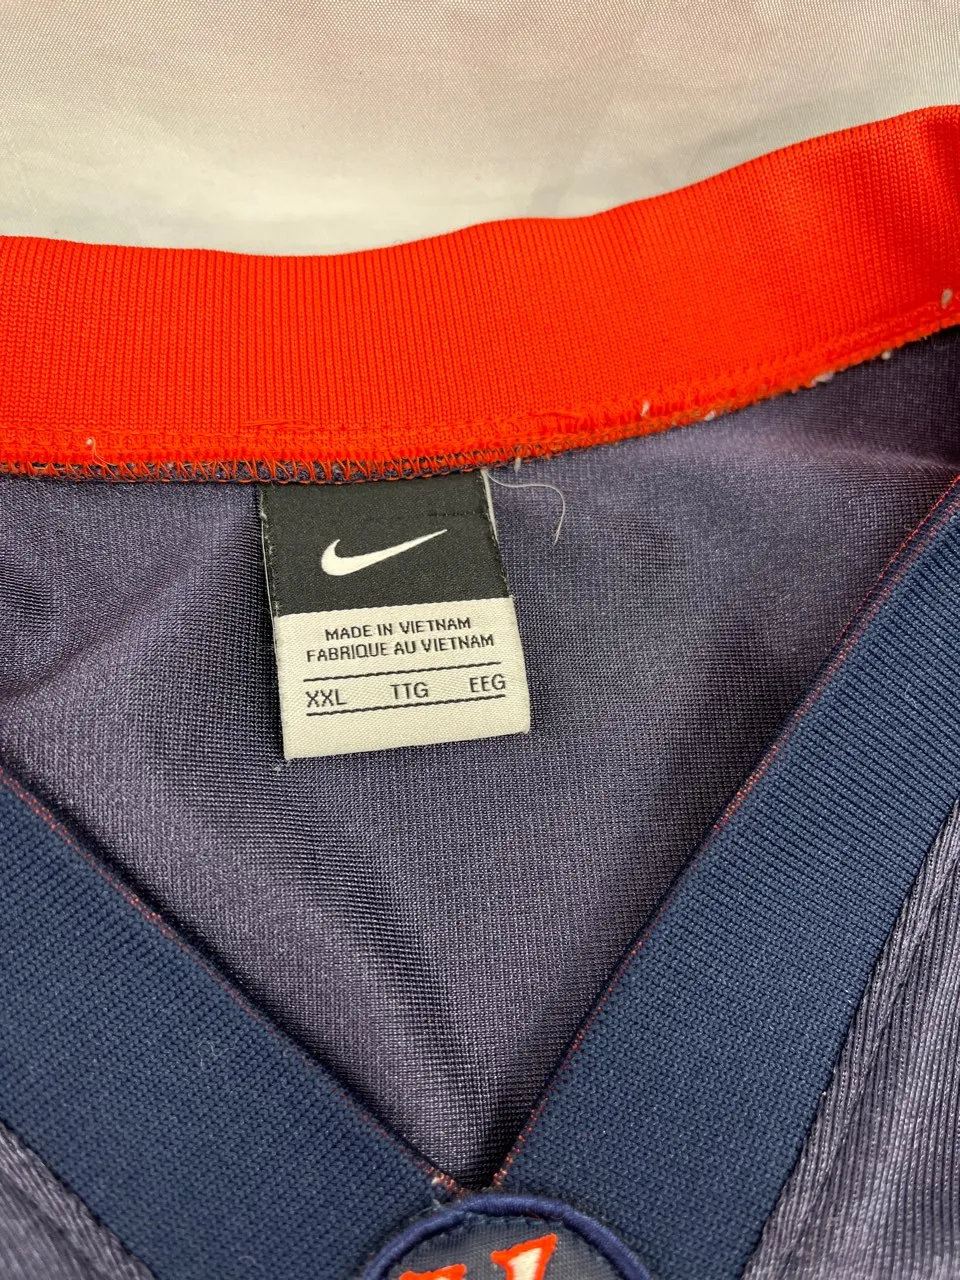 MADE IN VIETNAM
FABRIQUE AU VIETNAM
XXL TTG EEG